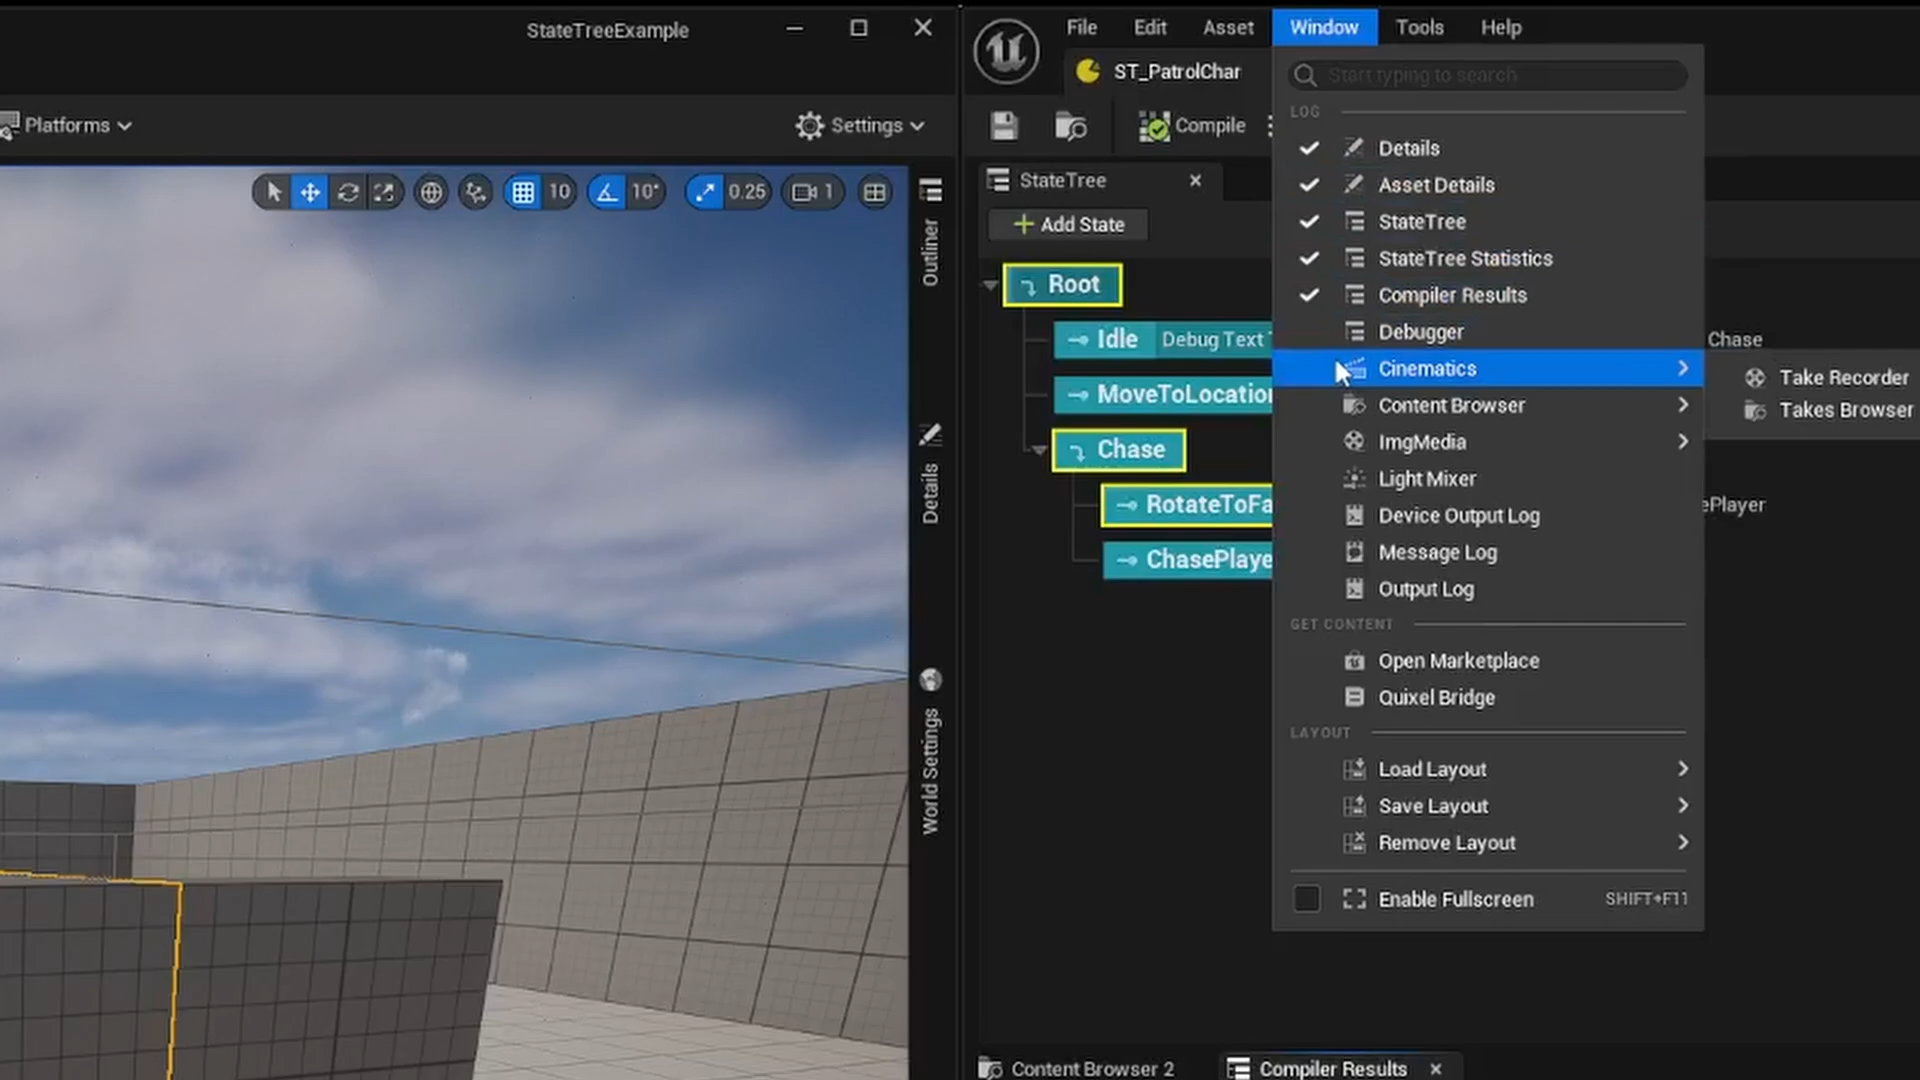 StateTreeExample
Platforms
Settings
10
10°
0.25
1
Outliner
Details
World Settings
File Edit Asset Window Tools Help
ST_PatrolChar
Compile
StateTree
Add State
Root
Idle Debug Text
MoveToLocation
Chase
RotateToFa
ChasePlaye
Start typing to search
LOG
Details
Asset Details
StateTree
StateTree Statistics
Compiler Results
Debugger
Cinematics
Content Browser
ImgMedia
Light Mixer
Device Output Log
Message Log
Output Log
GET CONTENT
Open Marketplace
Quixel Bridge
LAYOUT
Load Layout
Save Layout
Remove Layout
Enable Fullscreen SHIFT+F11
Chase
Take Recorder
Takes Browser
ePlayer
Content Browser 2
Compiler Results